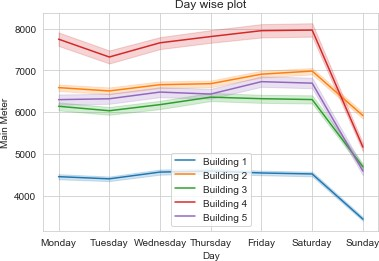 Day wise plot
8000
7000
6000
5000
4000
Main Meter
Building 1
Building 2
Building 3
Building 4
Building 5
Monday Tuesday Wednesday Thursday Friday Saturday Sunday
Day